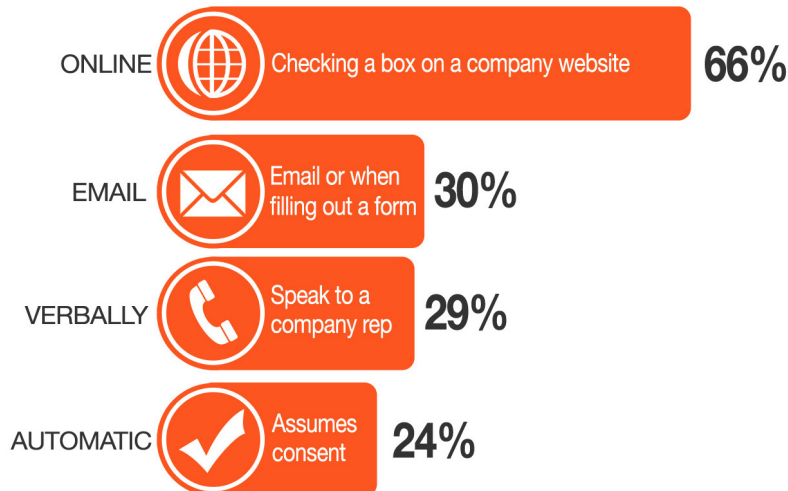 ONLINE
Checking a box on a company website
66%
EMAIL
Email or when
filling out a form
30%
VERBALLY
Speak to a
company rep
29%
AUTOMATIC
Assumes
consent
24%